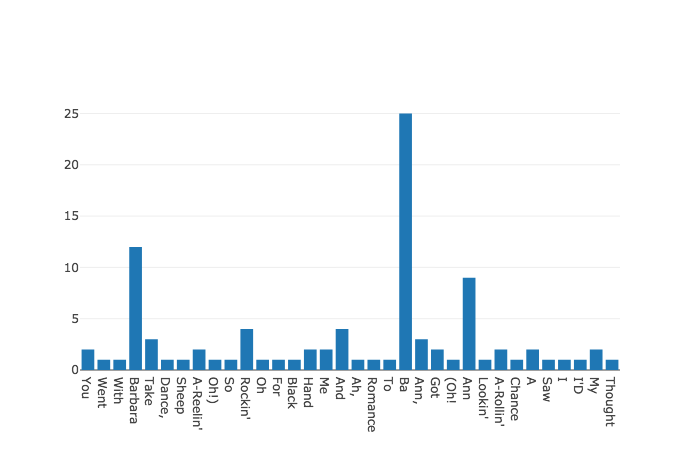 25
20
15
10
5
0
You
Went
With
Barbara
Take
Dance,
Sheep
A-Reelin'
Oh!)
So
Rockin'
Oh
For
Black
Hand
Me
And
Ah,
Romance
To
Ba
Ann,
Got
(Oh!
Ann
Lookin'
A-Rollin'
Chance
A
Saw
I
I'D
My
Thought